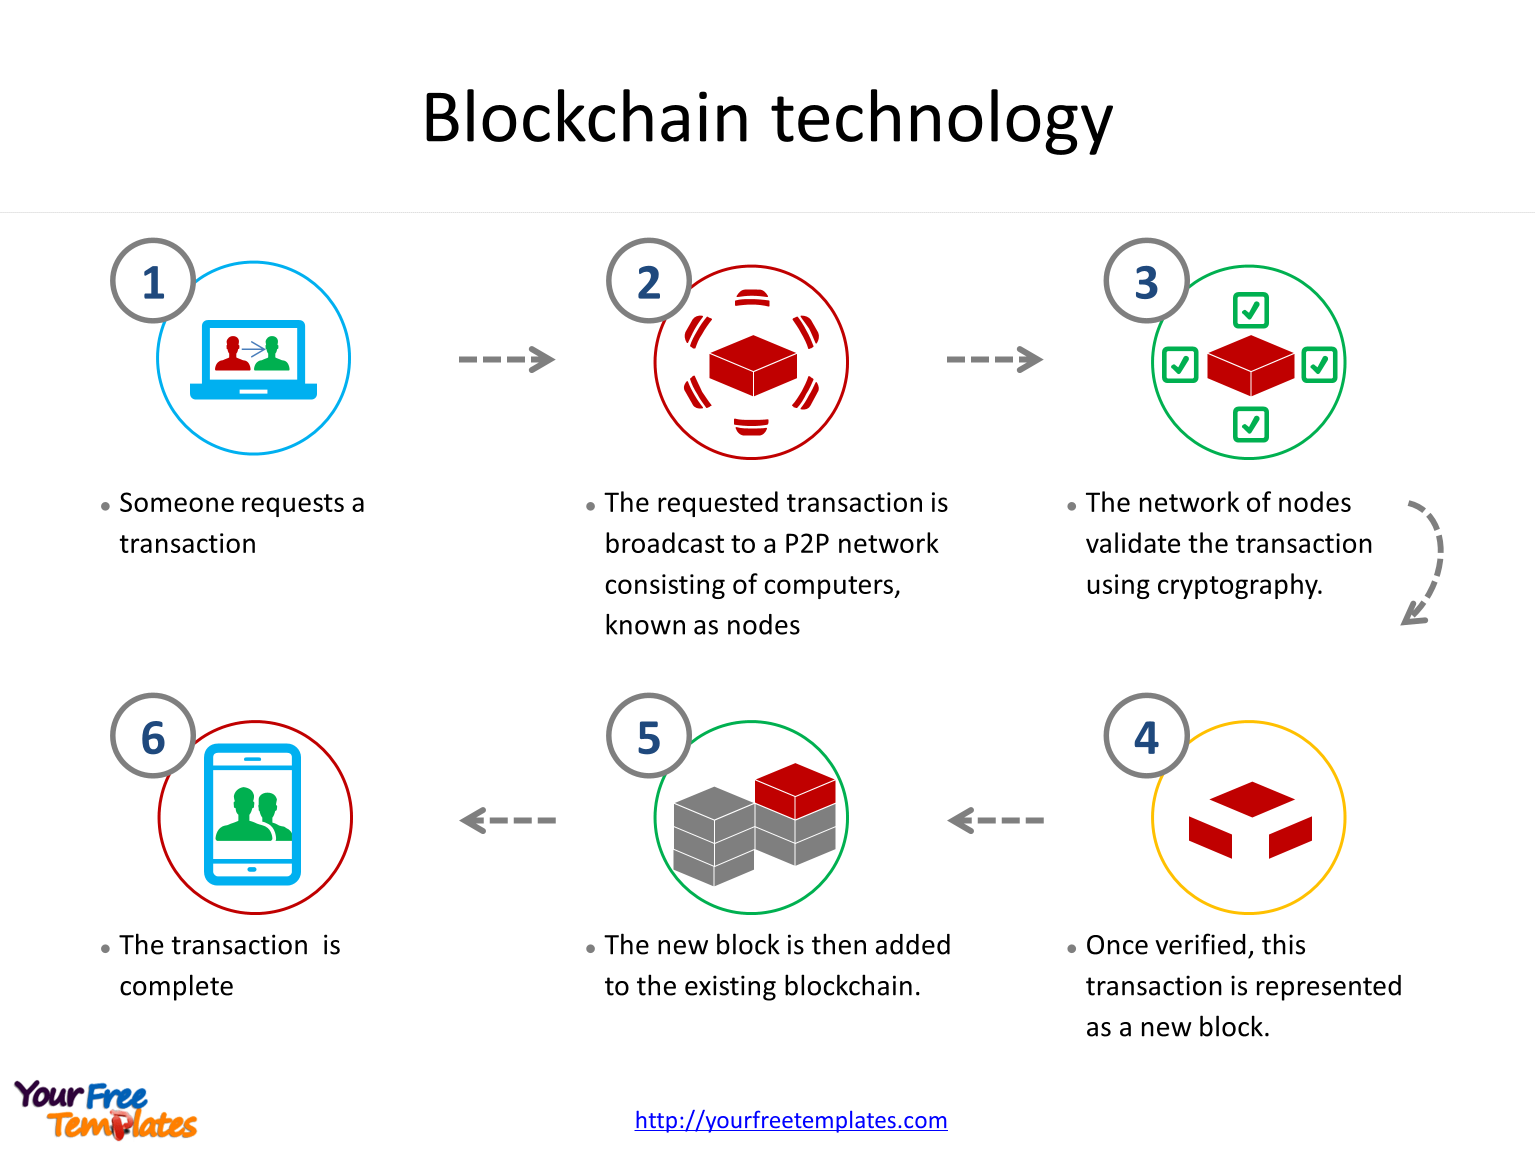 Blockchain technology
1
2
3
• Someone requests a
transaction
• The requested transaction is
broadcast to a P2P network
consisting of computers,
known as nodes
• The network of nodes
validate the transaction
using cryptography.
6
5
4
• The transaction  is
complete
• The new block is then added
to the existing blockchain.
• Once verified, this
transaction is represented
as a new block.
Your Free
Templates
http://yourfreetemplates.com